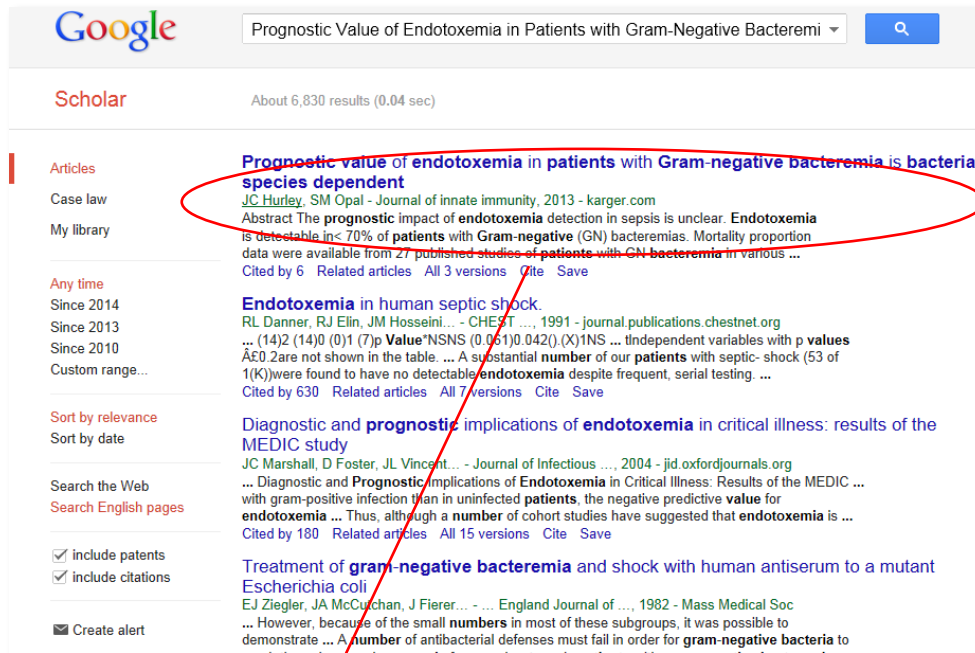 Google
Prognostic Value of Endotoxemia in Patients with Gram-Negative Bacteremi
Scholar
About 6,830 results (0.04 sec)
Articles
Case law
My library
Any time
Since 2014
Since 2013
Since 2010
Custom range...
Sort by relevance
Sort by date
Search the Web
Search English pages
include patents
include citations
Create alert
Prognostic value of endotoxemia in patients with Gram-negative bacteremia is bacteria
species dependent
JC Hurley, SM Opal - Journal of innate immunity, 2013 - karger.com
Abstract The prognostic impact of endotoxemia detection in sepsis is unclear. Endotoxemia
is detectable in< 70% of patients with Gram-negative (GN) bacteremias. Mortality proportion
data were available from 27 published studies of patients with GN bacteremia in various ...
Cited by 6 Related articles All 3 versions Cite Save
Endotoxemia in human septic shock.
RL Danner, RJ Elin, JM Hosseini... - CHEST ..., 1991 - journal.publications.chestnet.org
... (14)2 (14)0 (0)1 (7)p Value*NSNS (0.061)0.042().(X)1NS ... tIndependent variables with p values
Â£0.2are not shown in the table. ... A substantial number of our patients with septic- shock (53 of
1(K))were found to have no detectable endotoxemia despite frequent, serial testing. ...
Cited by 630 Related articles All 7 versions Cite Save
Diagnostic and prognostic implications of endotoxemia in critical illness: results of the
MEDIC study
JC Marshall, D Foster, JL Vincent... - Journal of Infectious ..., 2004 - jid.oxfordjournals.org
... Diagnostic and Prognostic Implications of Endotoxemia in Critical Illness: Results of the MEDIC ...
with gram-positive infection than in uninfected patients, the negative predictive value for
endotoxemia ... Thus, although a number of cohort studies have suggested that endotoxemia is ...
Cited by 180 Related articles All 15 versions Cite Save
Treatment of gram-negative bacteremia and shock with human antiserum to a mutant
Escherichia coli
EJ Ziegler, JA McCutchan, J Fierer... - ... England Journal of ..., 1982 - Mass Medical Soc
... However, because of the small numbers in most of these subgroups, it was possible to
demonstrate ... A number of antibacterial defenses must fail in order for gram-negative bacteria to